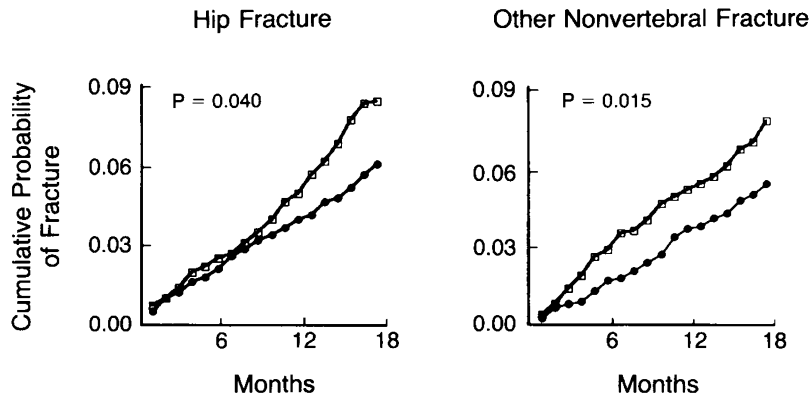 Hip Fracture
Other Nonvertebral Fracture
Cumulative Probability
of Fracture
0.09
0.06
0.03
0.00
P = 0.040
6
12
18
Months
0.09
0.06
0.03
0.00
P = 0.015
6
12
18
Months